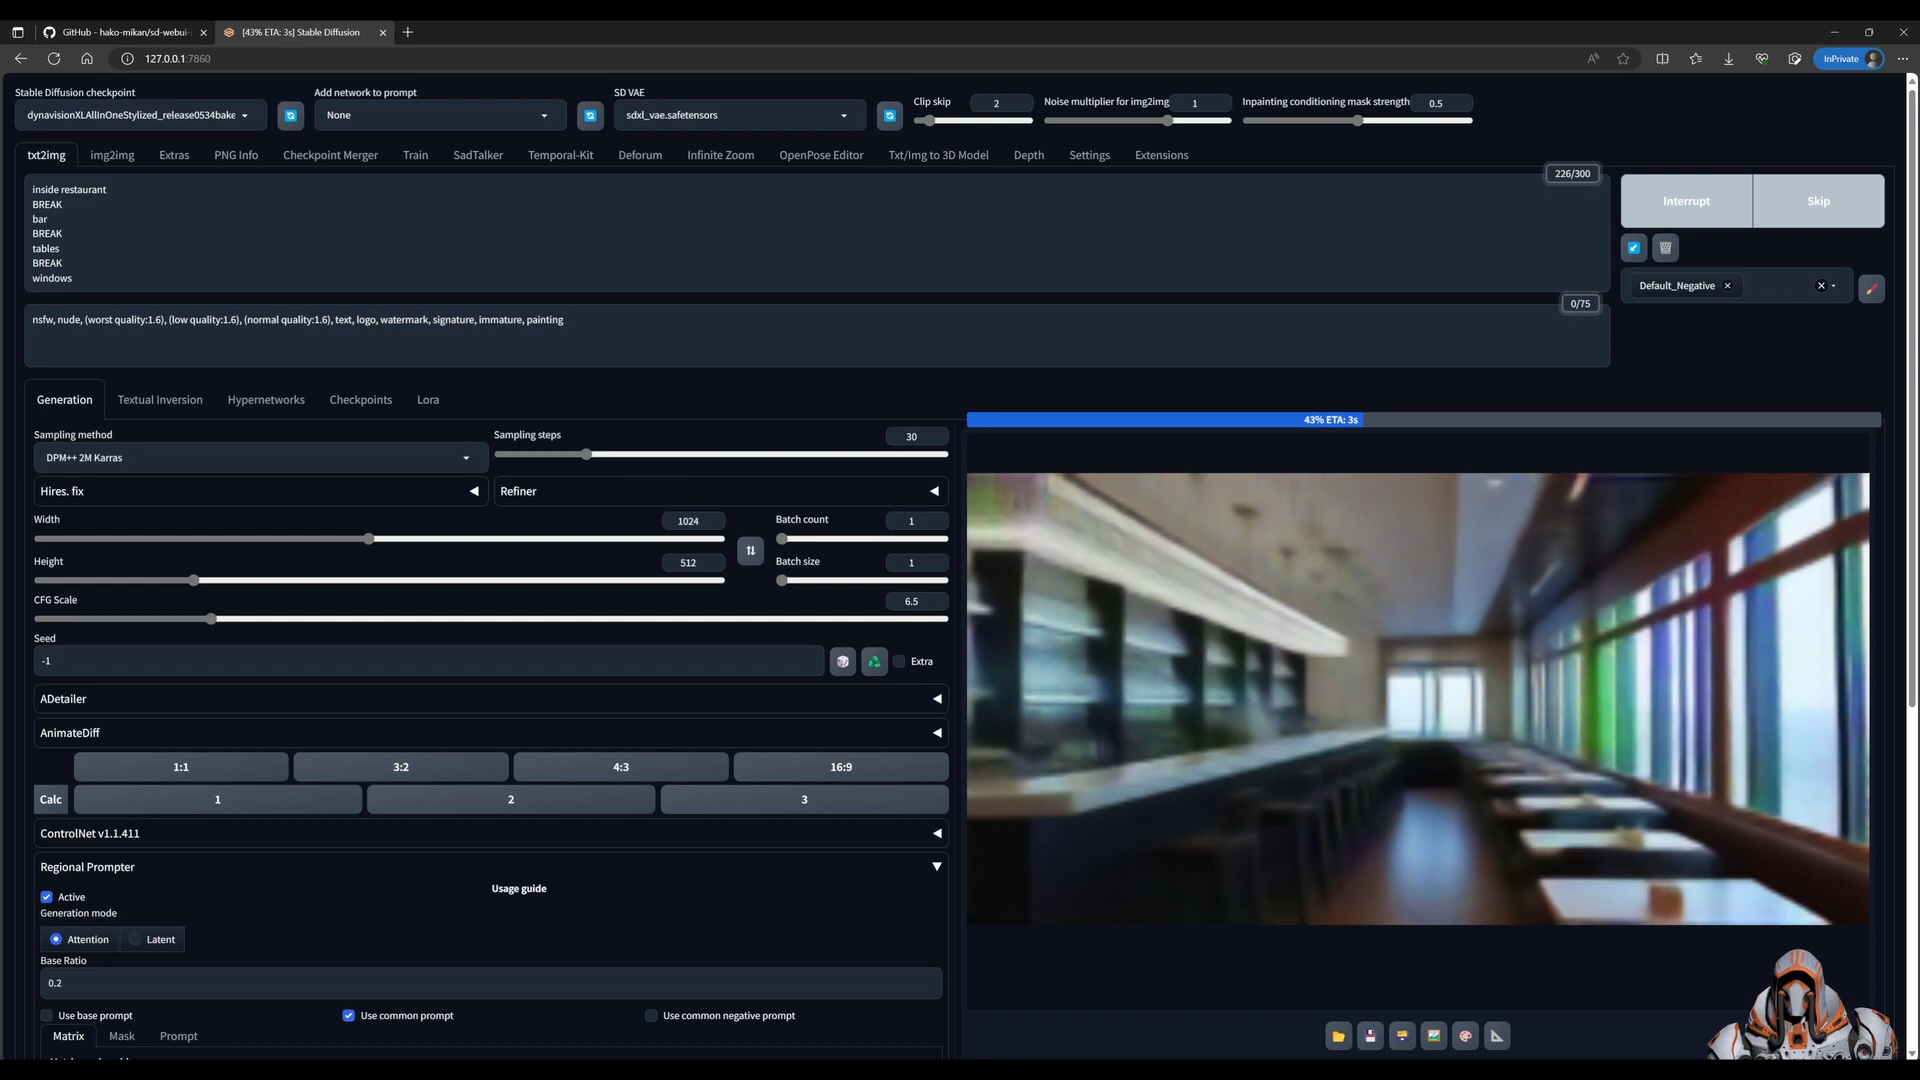 GitHub - hako-mikan/sd-webui-
[43% ETA: 3s] Stable Diffusion
127.0.0.1:7860
InPrivate
Stable Diffusion checkpoint
dynavisionXLAllInOneStylized_release0534bake
Add network to prompt
None
SD VAE
sdxl_vae.safetensors
Clip skip
2
Noise multiplier for img2img
1
Inpainting conditioning mask strength
0.5
txt2img
img2img
Extras
PNG Info
Checkpoint Merger
Train
SadTalker
Temporal-Kit
Deforum
Infinite Zoom
OpenPose Editor
Txt/Img to 3D Model
Depth
Settings
Extensions
226/300
inside restaurant
BREAK
bar
BREAK
tables
BREAK
windows
Interrupt
Skip
Default_Negative
0/75
nsfw, nude, (worst quality:1.6), (low quality:1.6), (normal quality:1.6), text, logo, watermark, signature, immature, painting
Generation
Textual Inversion
Hypernetworks
Checkpoints
Lora
43% ETA: 3s
Sampling method
DPM++ 2M Karras
Sampling steps
30
Hires. fix
Refiner
Width
1024
Batch count
1
Height
512
Batch size
1
CFG Scale
6.5
Seed
-1
Extra
ADetailer
AnimateDiff
1:1
3:2
4:3
16:9
Calc
1
2
3
ControlNet v1.1.411
Regional Prompter
Usage guide
Active
Generation mode
Attention
Latent
Base Ratio
0.2
Use base prompt
Use common prompt
Use common negative prompt
Matrix
Mask
Prompt